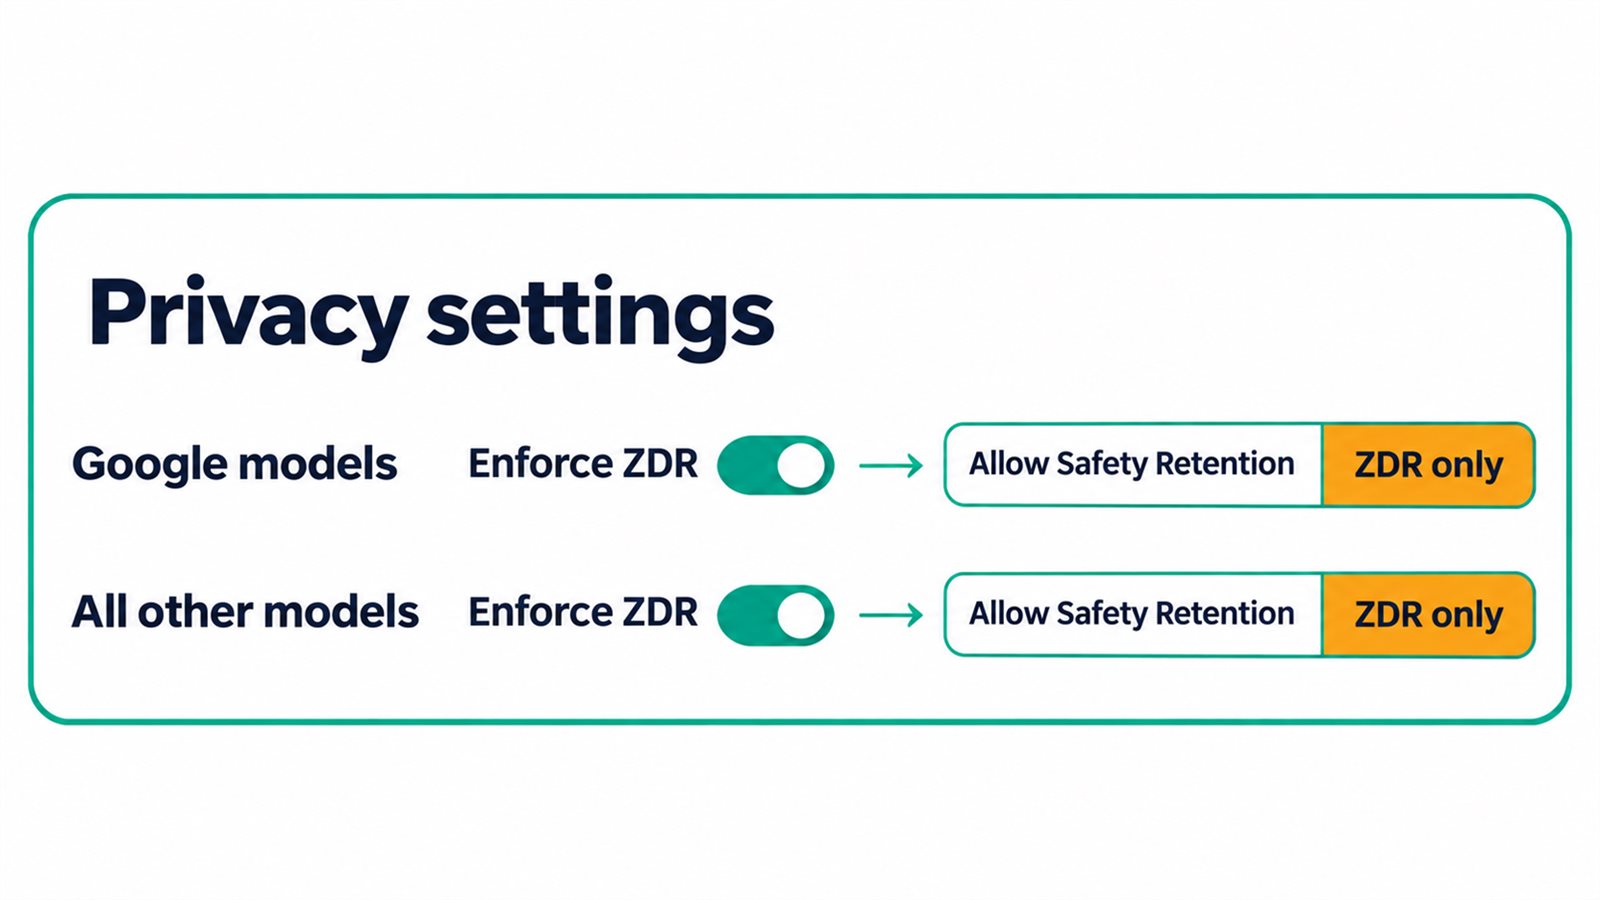 Privacy settings
Google models Enforce ZDR Allow Safety Retention ZDR only
All other models Enforce ZDR Allow Safety Retention ZDR only